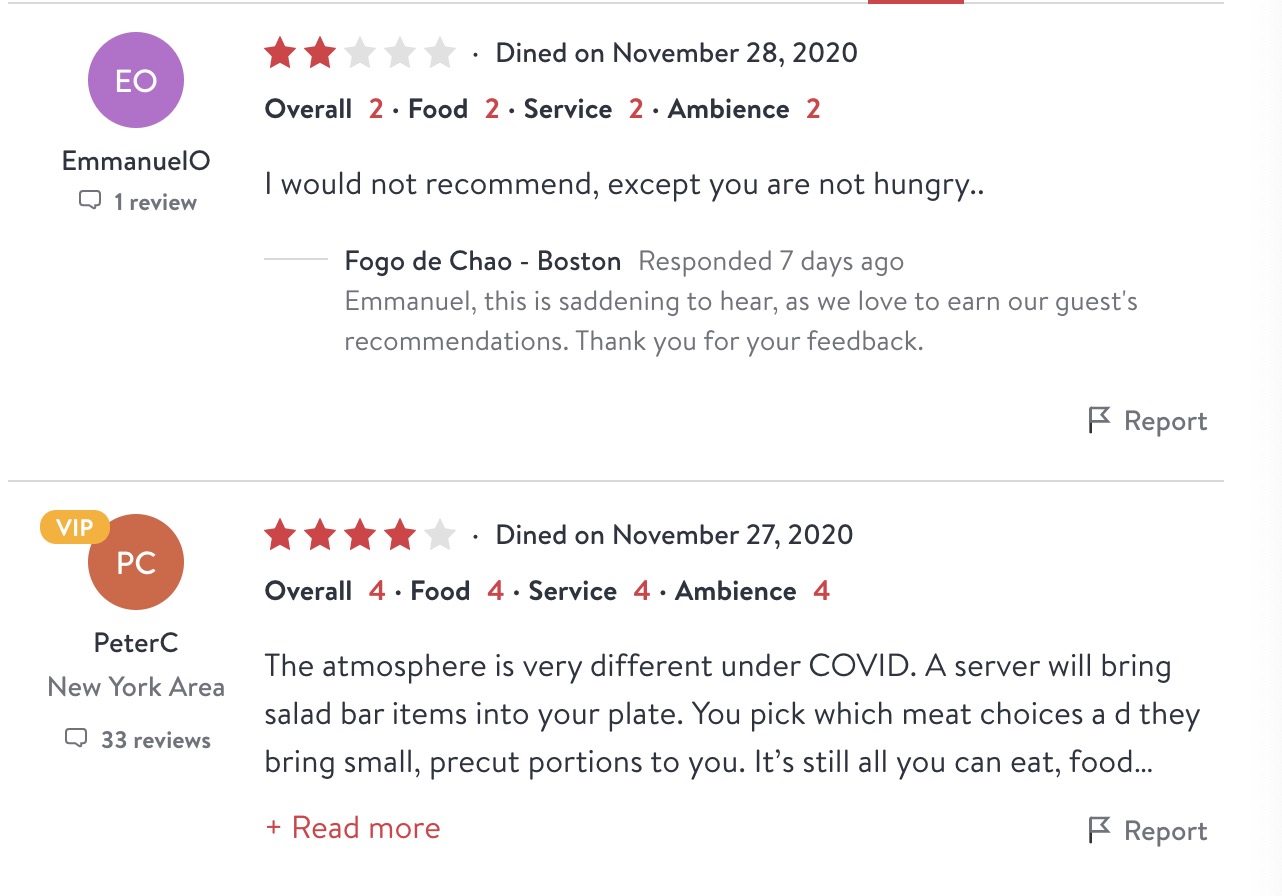 EO
EmmanuelO
1 review
Dined on November 28, 2020
Overall 2 · Food 2 · Service 2 · Ambience 2
I would not recommend, except you are not hungry..
Fogo de Chao - Boston Responded 7 days ago
Emmanuel, this is saddening to hear, as we love to earn our guest's
recommendations. Thank you for your feedback.
Report
VIP
PC
PeterC
New York Area
33 reviews
· Dined on November 27, 2020
Overall 4 · Food 4 · Service 4 · Ambience 4
The atmosphere is very different under COVID. A server will bring
salad bar items into your plate. You pick which meat choices a d they
bring small, precut portions to you. It’s still all you can eat, food...
+ Read more
Report